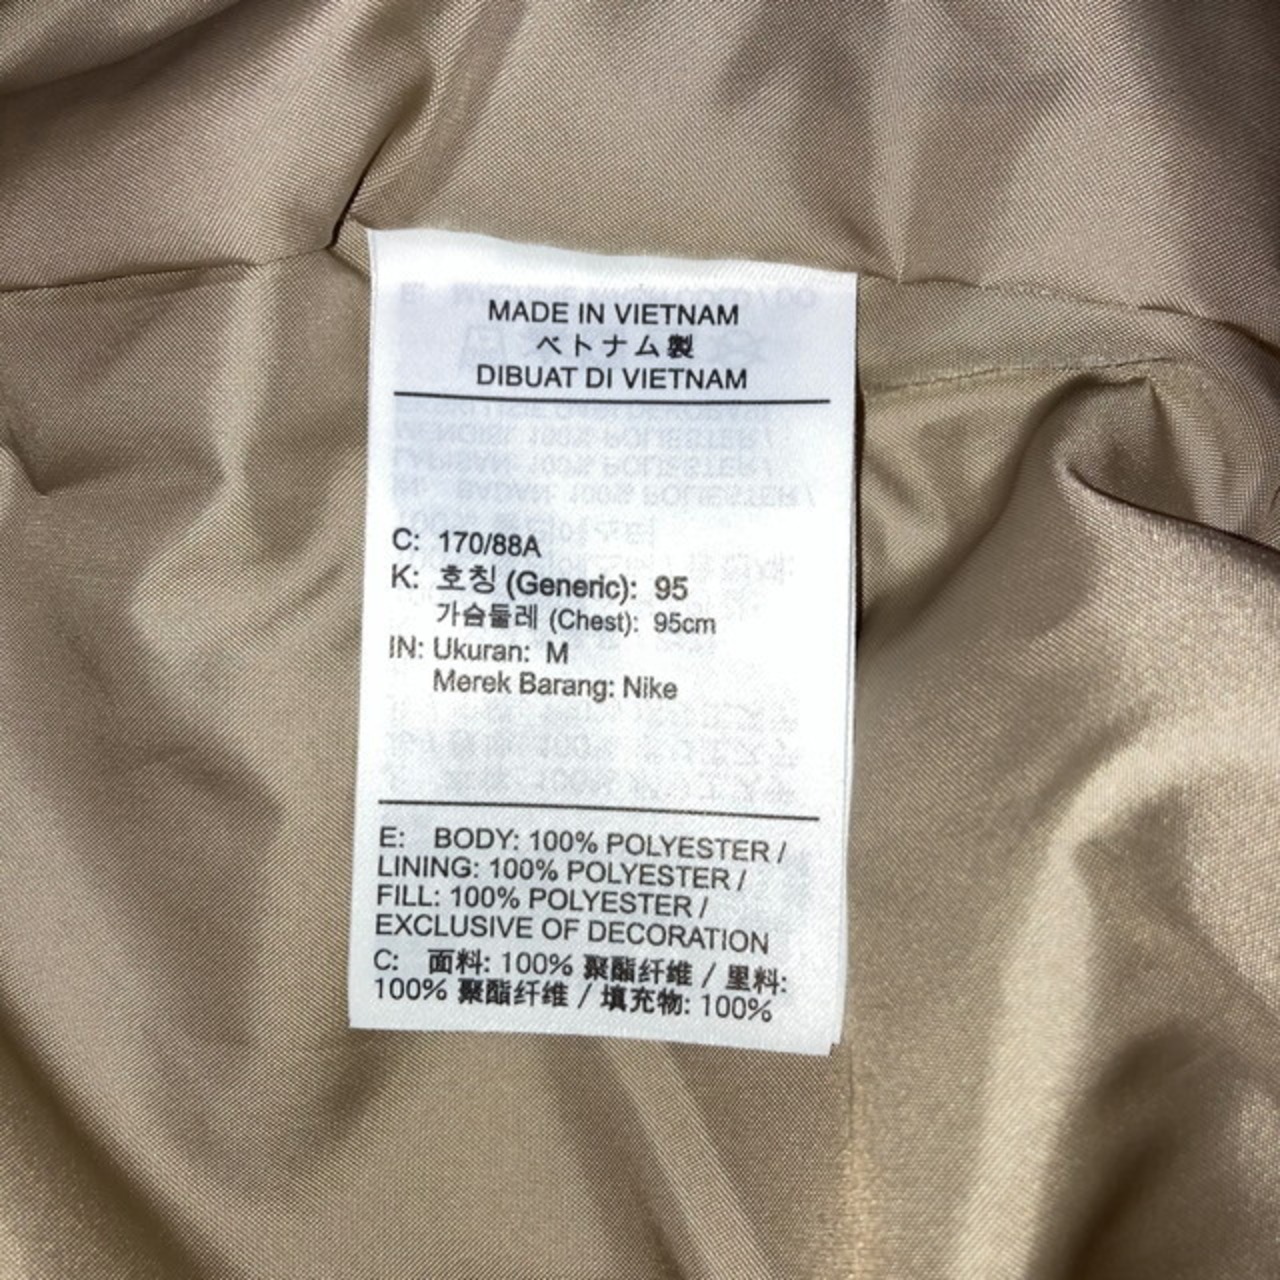 MADE IN VIETNAM
ベトナム製
DIBUAT DI VIETNAM
C: 170/88A
K: 호칭 (Generic): 95
가슴둘레 (Chest): 95cm
IN: Ukuran: M
Merek Barang: Nike
E: BODY: 100% POLYESTER /
LINING: 100% POLYESTER /
FILL: 100% POLYESTER /
EXCLUSIVE OF DECORATION
C: 面料: 100% 聚酯纤维 / 里料:
100% 聚酯纤维 / 填充物: 100%